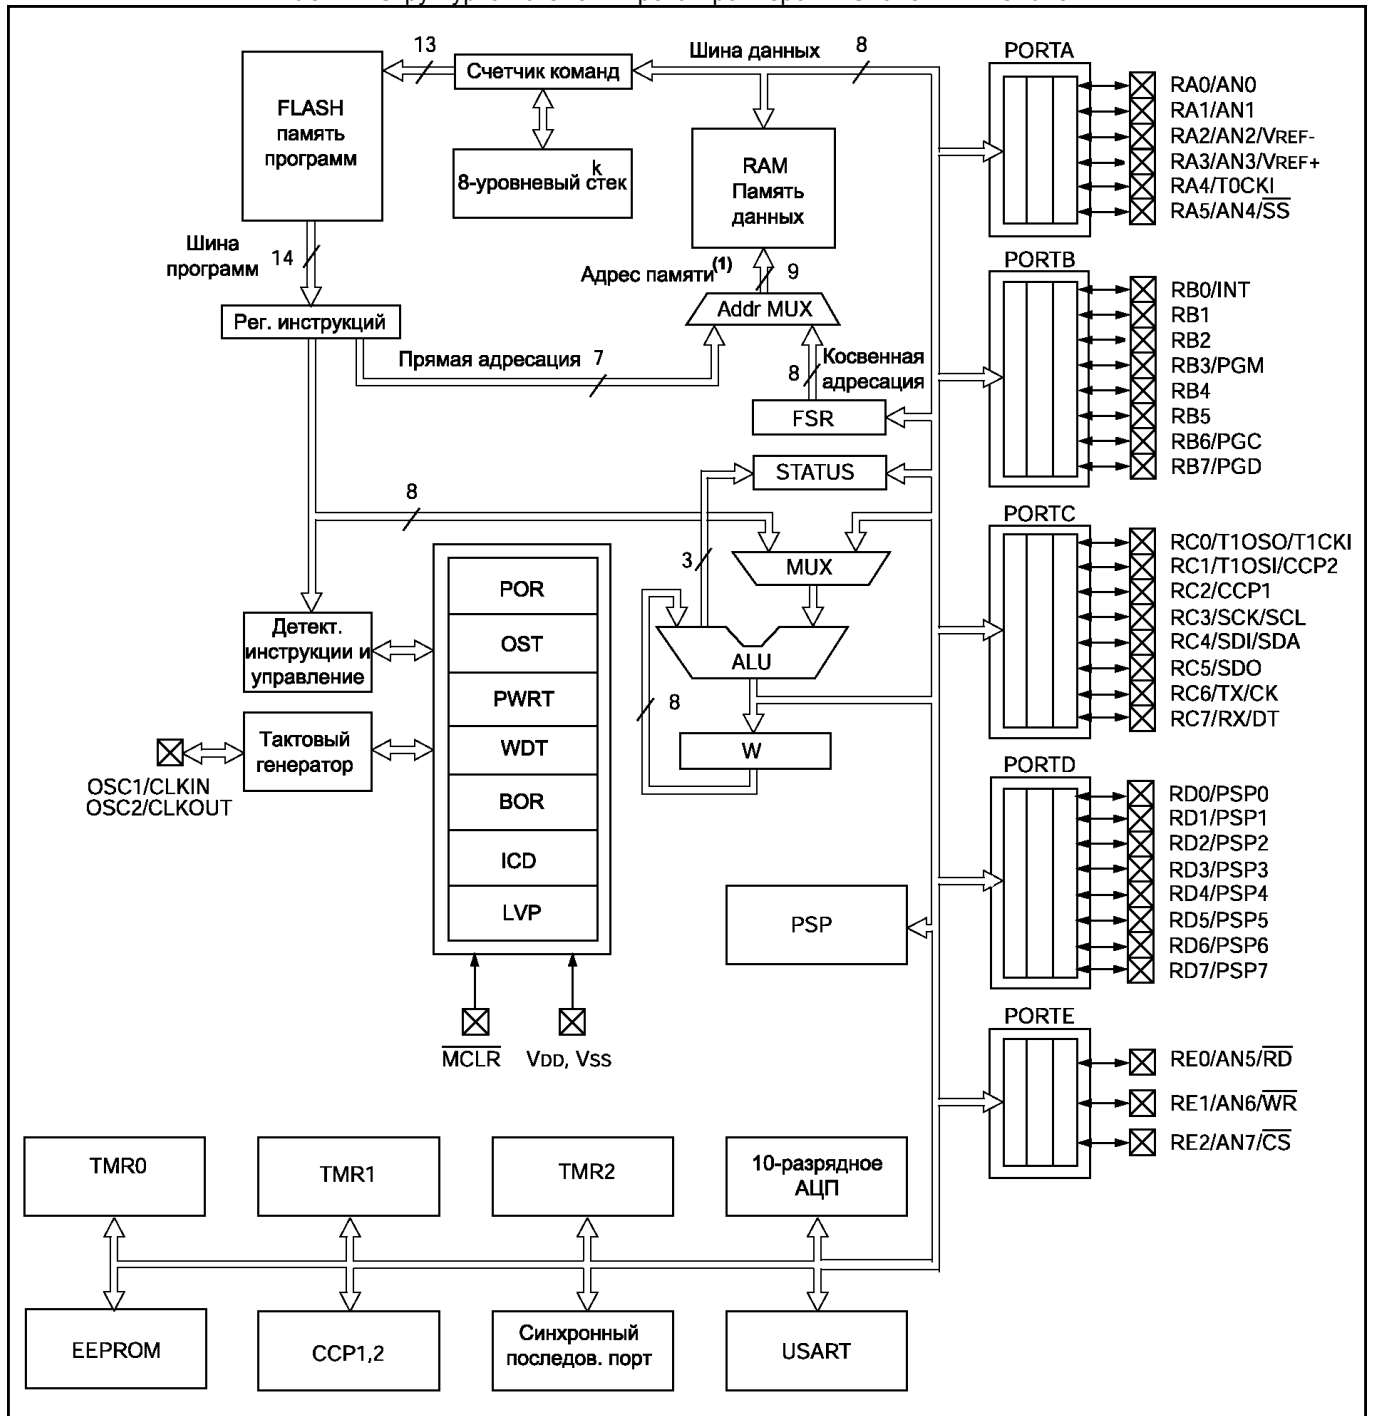 13
Шина данных
8
Счетчик команд
FLASH
память
программ
k
8-уровневый стек
RAM
Память
данных
Шина
программ
14
Адрес памяти(1)
9
Рег. инструкций
Addr MUX
Прямая адресация
7
8
Косвенная
адресация
FSR
STATUS
8
3
MUX
ALU
8
W
Детект.
инструкции и
управление
Тактовый
генератор
OSC1/CLKIN
OSC2/CLKOUT
POR
OST
PWRT
WDT
BOR
ICD
LVP
MCLR
VDD, VSS
PSP
PORTA
RA0/AN0
RA1/AN1
RA2/AN2/VREF-
RA3/AN3/VREF+
RA4/T0CKI
RA5/AN4/SS
PORTB
RB0/INT
RB1
RB2
RB3/PGM
RB4
RB5
RB6/PGC
RB7/PGD
PORTC
RC0/T1OSO/T1CKI
RC1/T1OSI/CCP2
RC2/CCP1
RC3/SCK/SCL
RC4/SDI/SDA
RC5/SDO
RC6/TX/CK
RC7/RX/DT
PORTD
RD0/PSP0
RD1/PSP1
RD2/PSP2
RD3/PSP3
RD4/PSP4
RD5/PSP5
RD6/PSP6
RD7/PSP7
PORTE
RE0/AN5/RD
RE1/AN6/WR
RE2/AN7/CS
TMR0
TMR1
TMR2
10-разрядное
АЦП
EEPROM
CCP1,2
Синхронный
последов. порт
USART